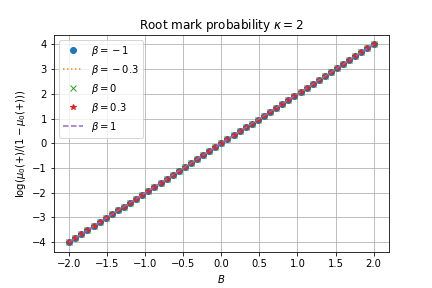 Root mark probability κ = 2
log(μ₀(+)/(1 − μ₀(+)))
4
3
2
1
0
−1
−2
−3
−4
β = −1
β = −0.3
β = 0
β = 0.3
β = 1
−2.0 −1.5 −1.0 −0.5 0.0 0.5 1.0 1.5 2.0
B